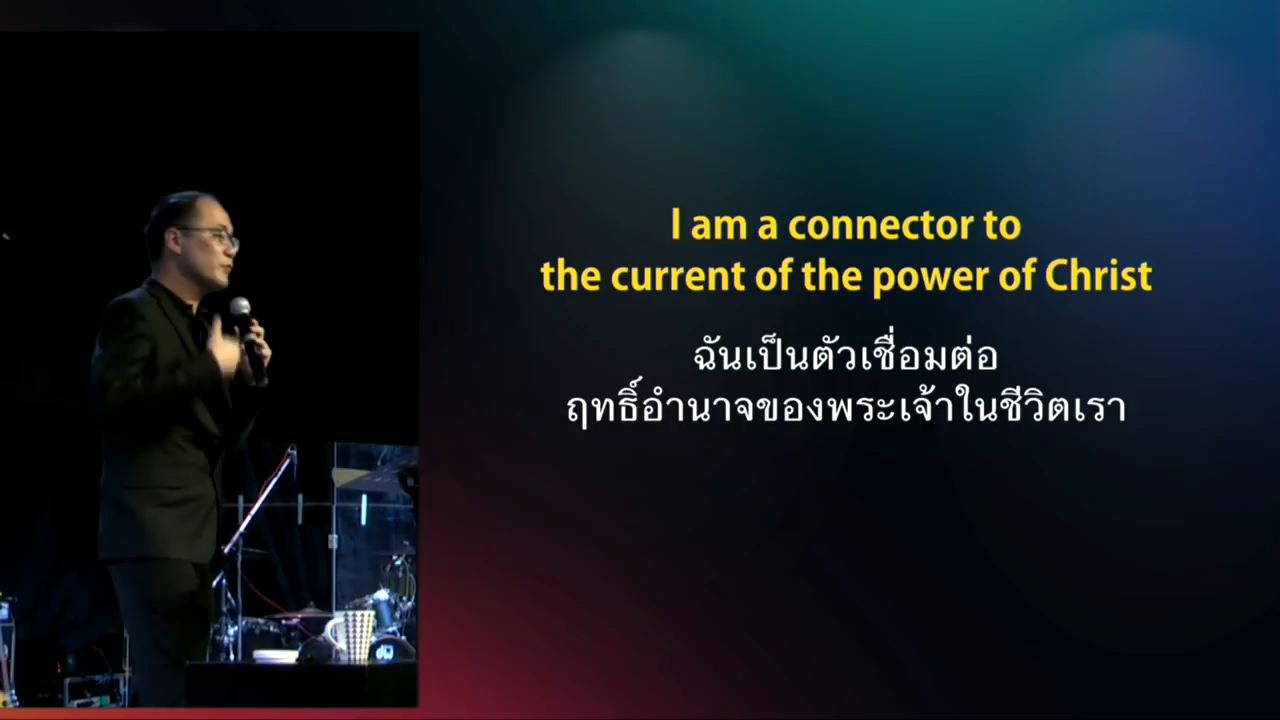 I am a connector to
the current of the power of Christ
ฉันเป็นตัวเชื่อมต่อ
ฤทธิ์อำนาจของพระเจ้าในชีวิตเรา